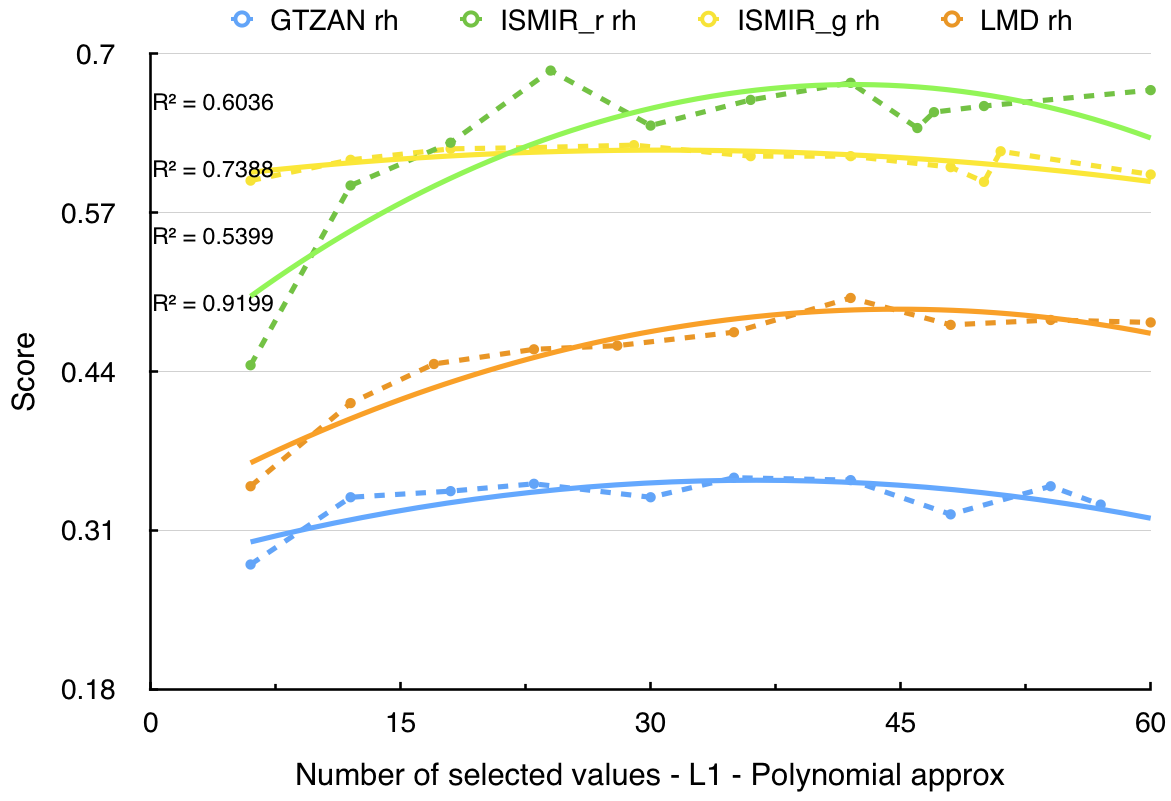 GTZAN rh ISMIR_r rh ISMIR_g rh LMD rh
0.7
R² = 0.6036
R² = 0.7388
0.57
R² = 0.5399
R² = 0.9199
Score
0.44
0.31
0.18
0 15 30 45 60
Number of selected values - L1 - Polynomial approx